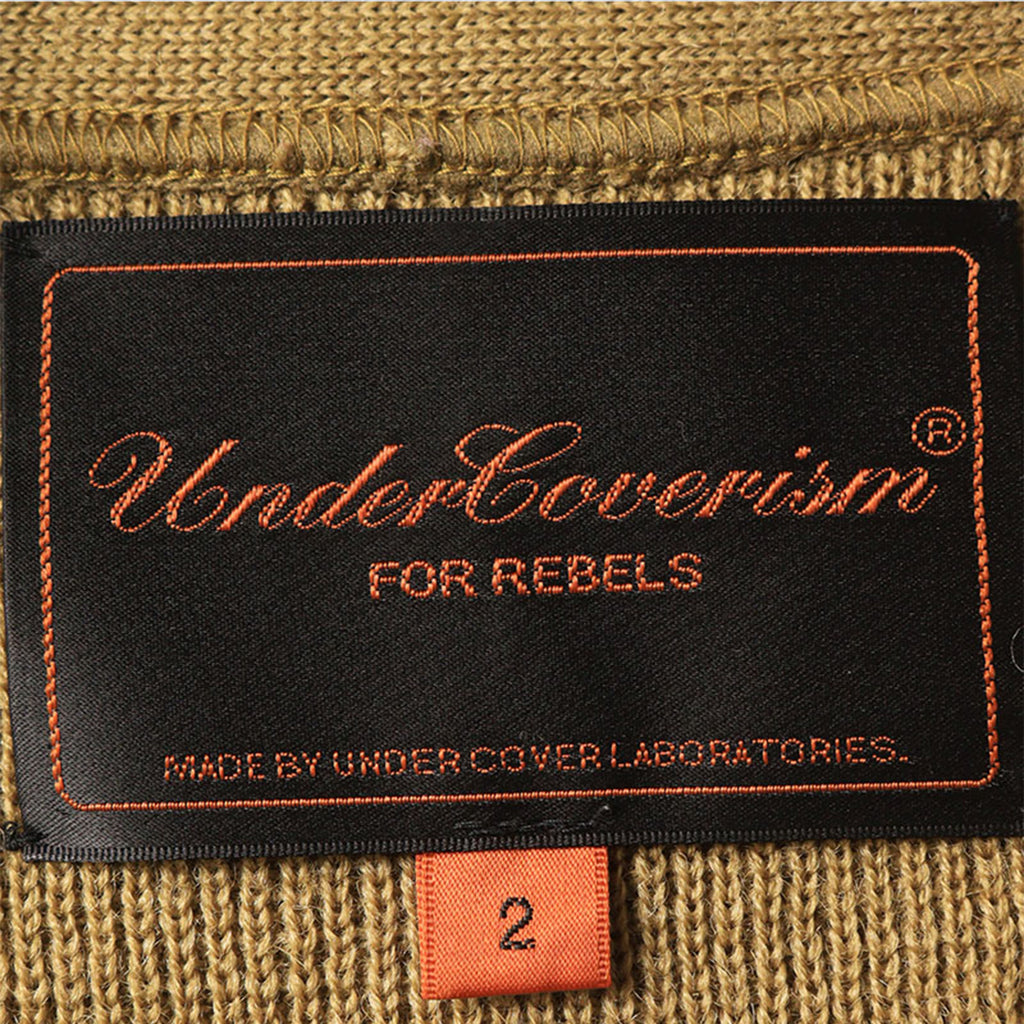 UnderCoverism®
FOR REBELS
MADE BY UNDER COVER LABORATORIES.
2